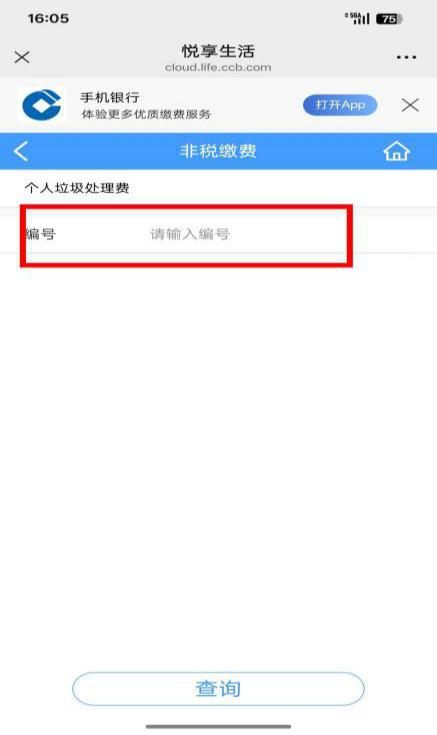 16:05
5GA 75
悦享生活
cloud.life.ccb.com
手机银行
体验更多优质缴费服务
打开App
非税缴费
个人垃圾处理费
编号 请输入编号
查询